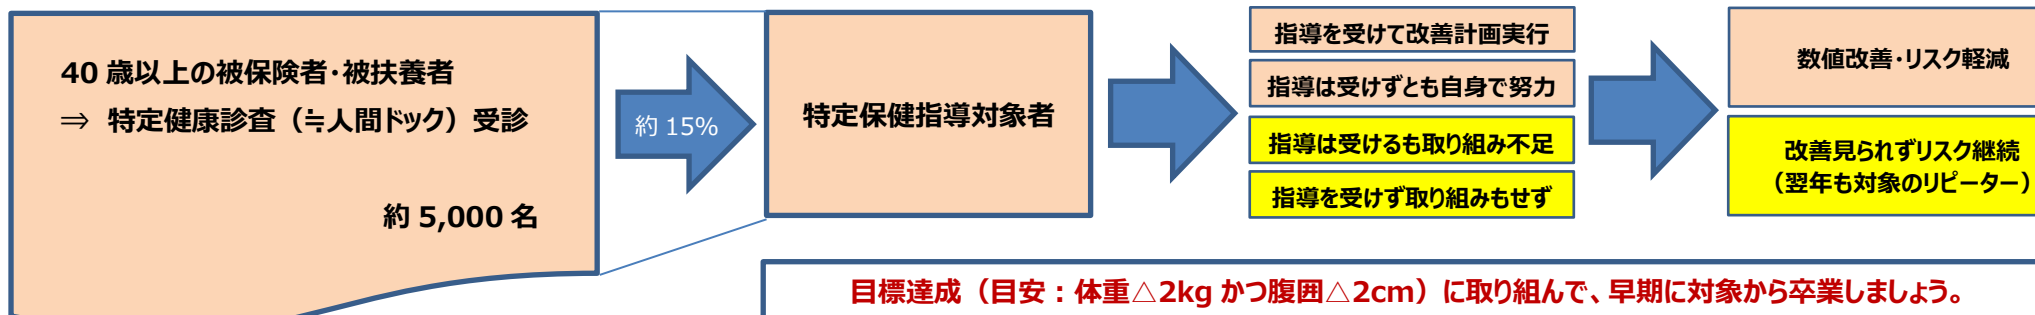 40 歳以上の被保険者・被扶養者
⇒ 特定健康診査（≒人間ドック）受診
約 5,000 名
約 15%
特定保健指導対象者
指導を受けて改善計画実行
指導は受けずとも自身で努力
指導は受けるも取り組み不足
指導を受けず取り組みもせず
数値改善・リスク軽減
改善見られずリスク継続
（翌年も対象のリピーター）
目標達成（目安：体重△2kg かつ腹囲△2cm）に取り組んで、早期に対象から卒業しましょう。